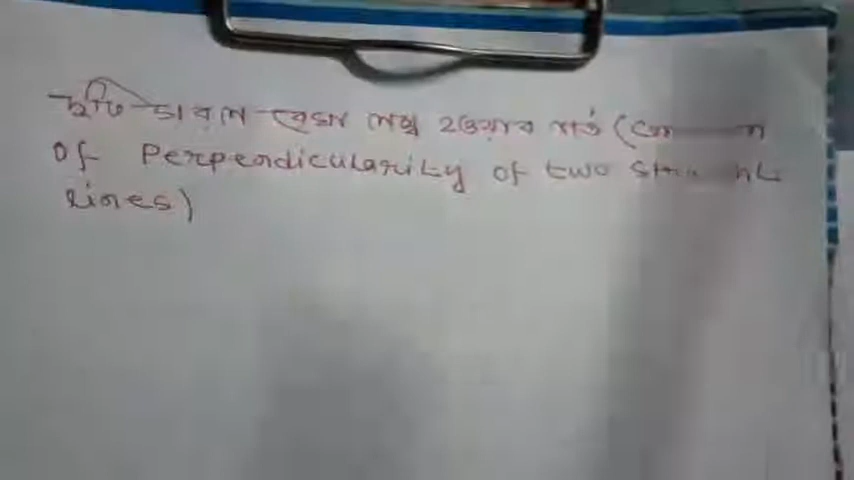 দুটি সরল রেখা লম্ব হওয়ার শর্ত (
of Perpendicularity of two
lines)